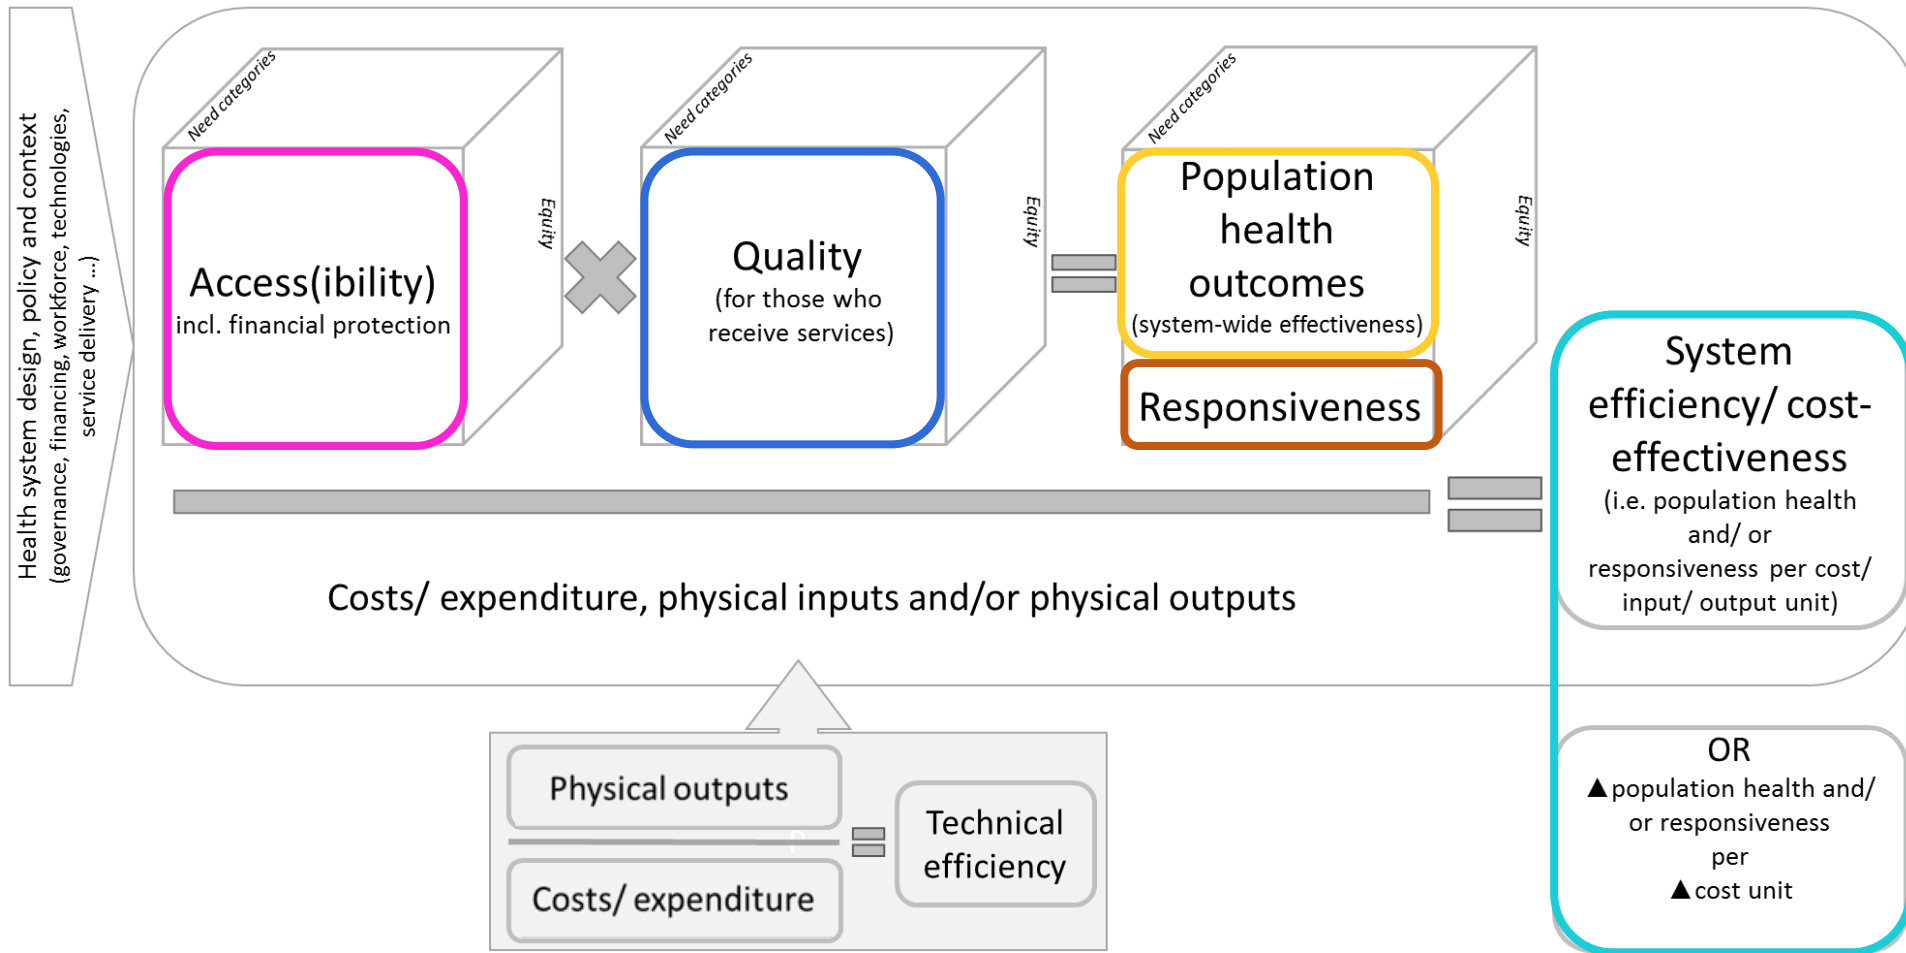 Health system design, policy and context
(governance, financing, workforce, technologies,
service delivery ...)
Need categories
Equity
Access(ibility)
incl. financial protection
Need categories
Equity
Quality
(for those who
receive services)
Need categories
Equity
Population
health
outcomes
(system-wide effectiveness)
Responsiveness
Costs/ expenditure, physical inputs and/or physical outputs
System
efficiency/ cost-
effectiveness
(i.e. population health
and/ or
responsiveness per cost/
input/ output unit)
OR
▲population health and/
or responsiveness
per
▲cost unit
Physical outputs
P
Costs/ expenditure
Technical
efficiency